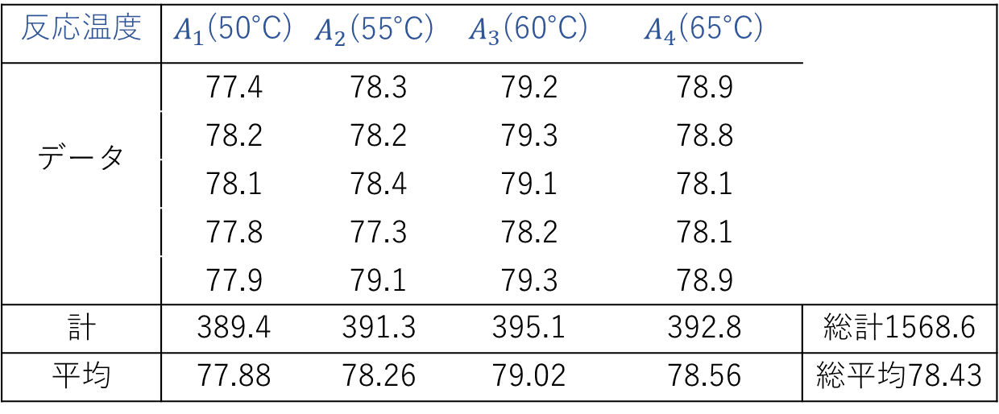 反応温度 A₁(50°C) A₂(55°C) A₃(60°C) A₄(65°C)
77.4 78.3 79.2 78.9
78.2 78.2 79.3 78.8
データ
78.1 78.4 79.1 78.1
77.8 77.3 78.2 78.1
77.9 79.1 79.3 78.9
計 389.4 391.3 395.1 392.8 総計1568.6
平均 77.88 78.26 79.02 78.56 総平均78.43